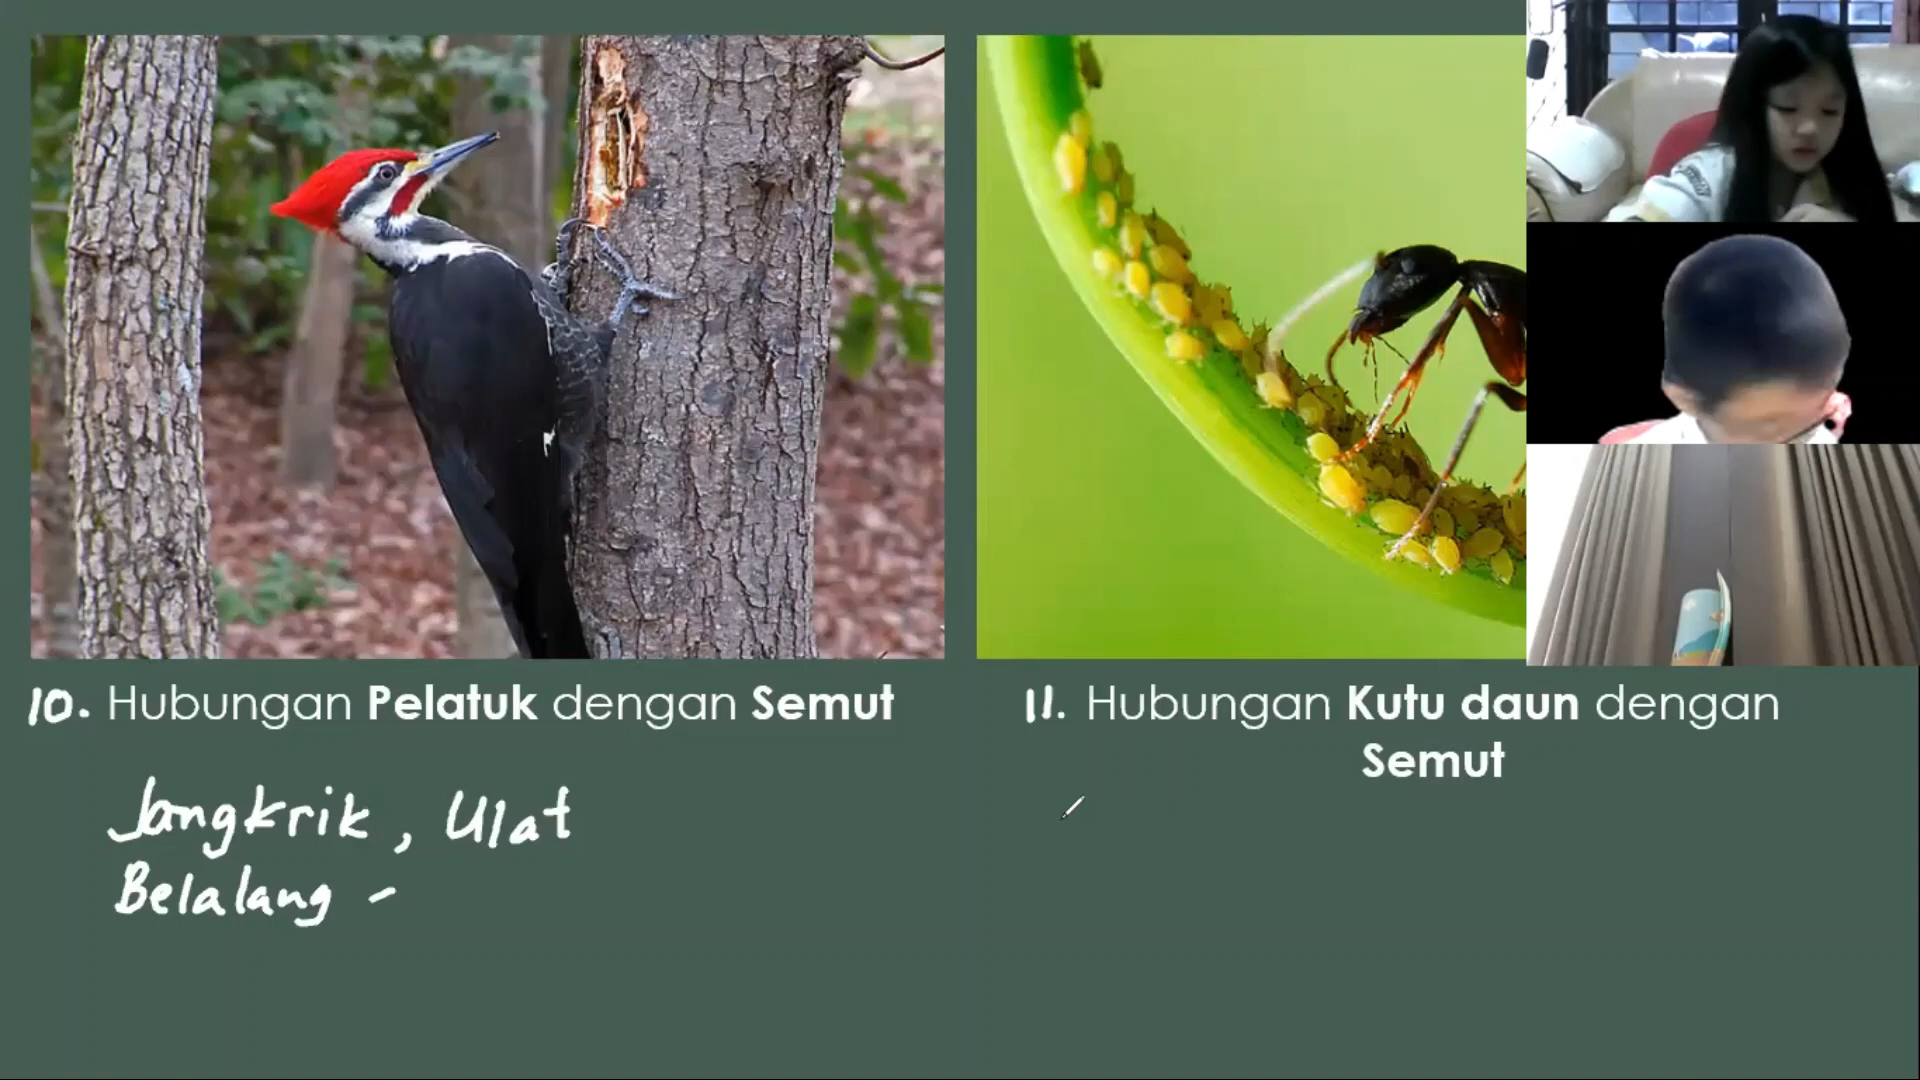 10. Hubungan Pelatuk dengan Semut
Jangkrik, Ulat
Belalang -
11. Hubungan Kutu daun dengan
Semut